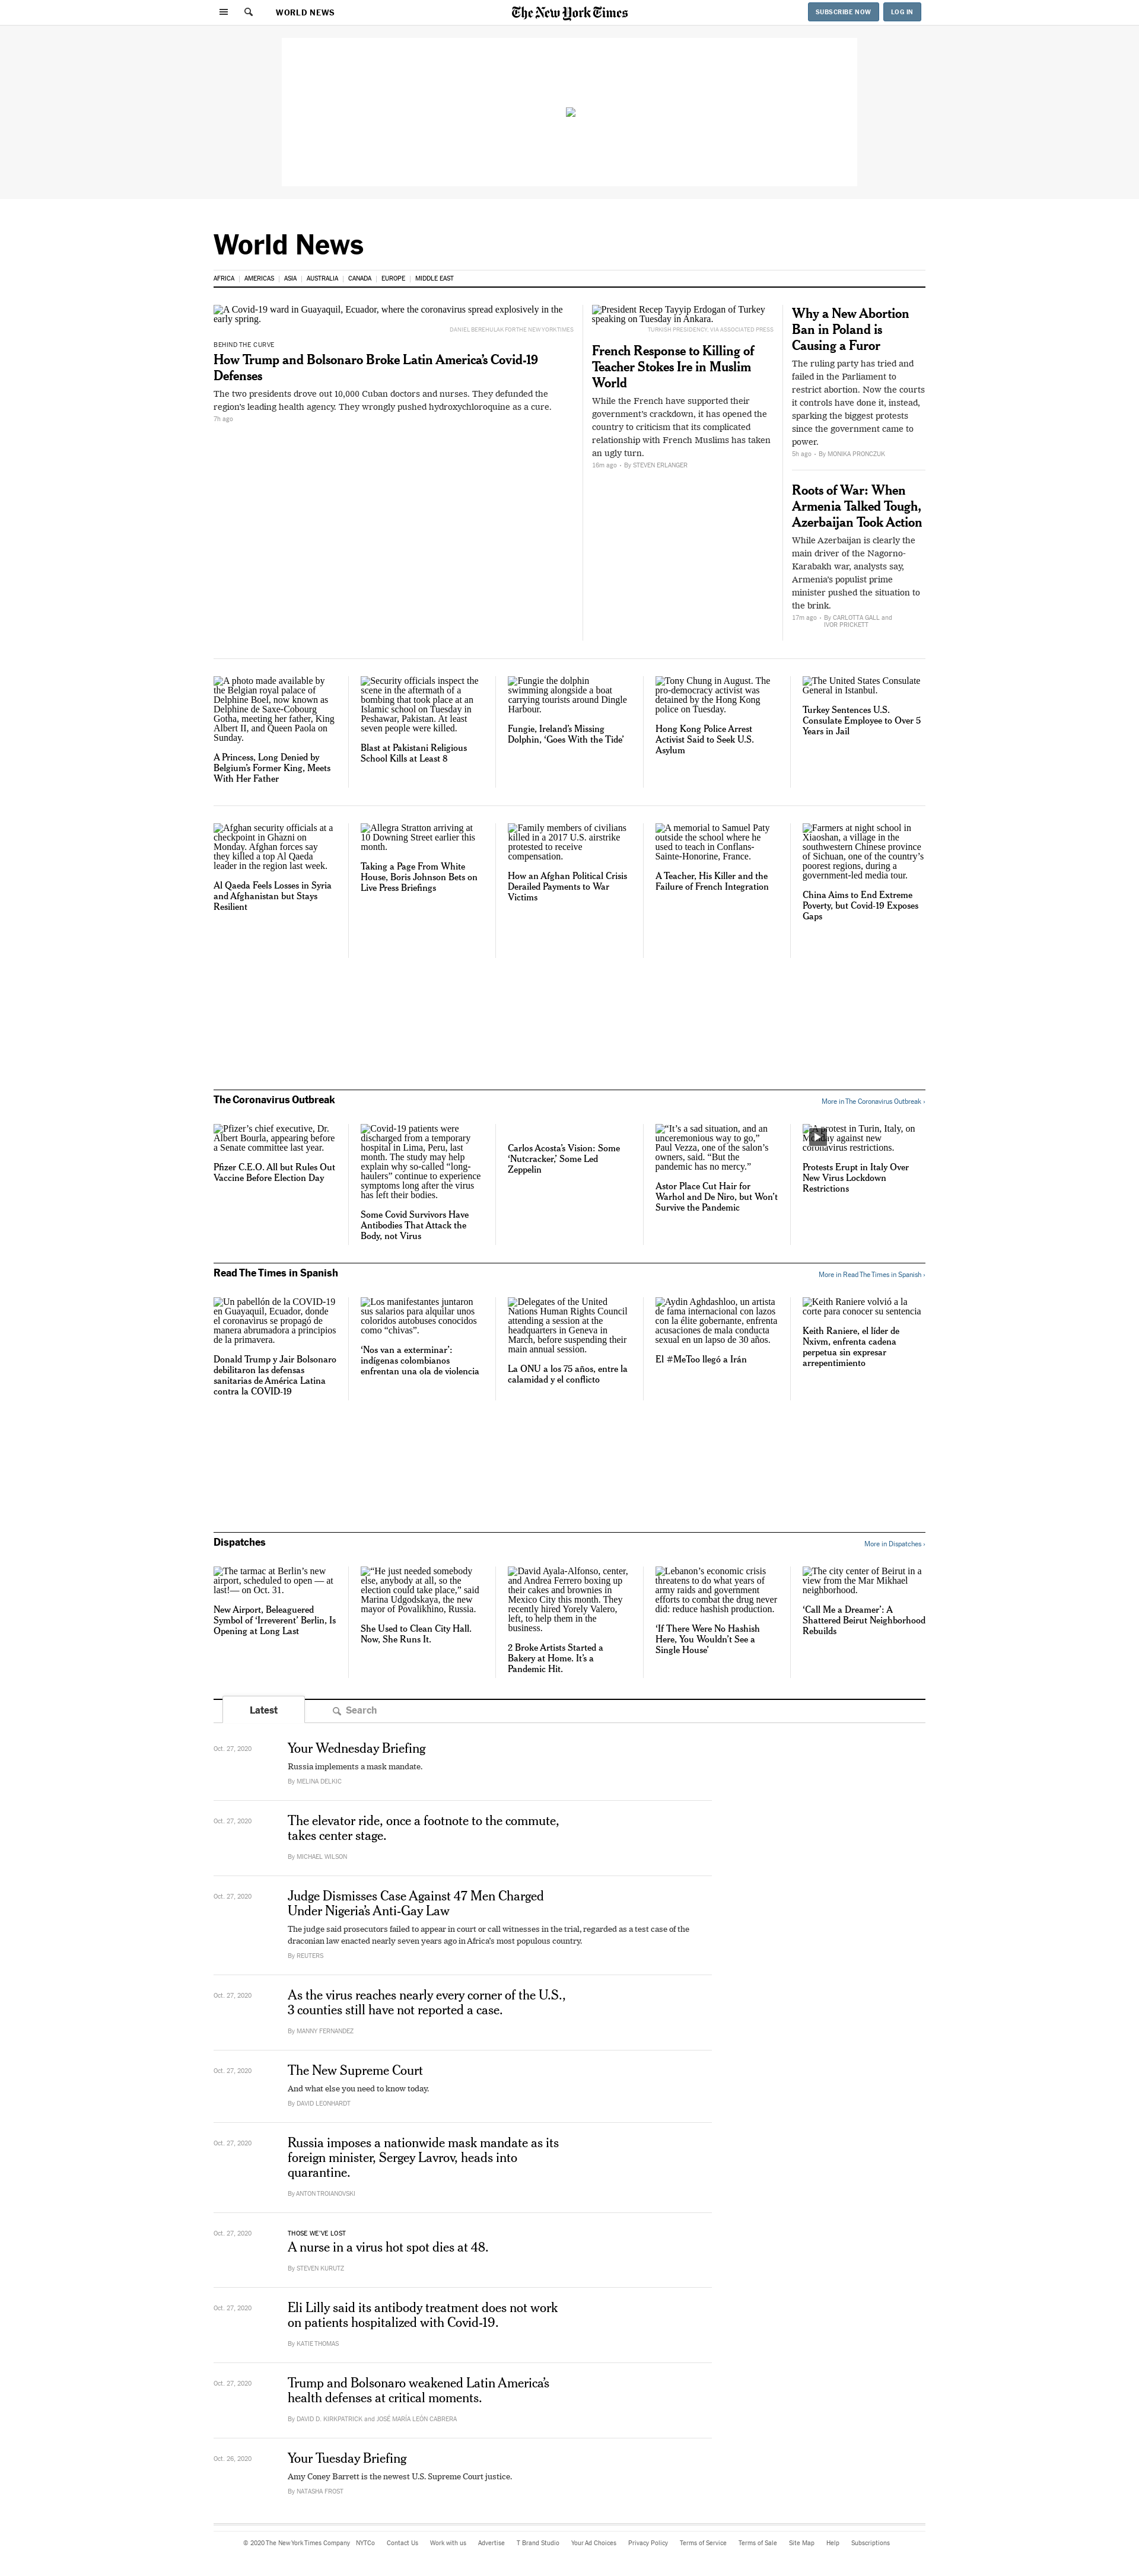 WORLD NEWS
The New York Times
SUBSCRIBE NOW
LOG IN
World News
AFRICA
AMERICAS
ASIA
AUSTRALIA
CANADA
EUROPE
MIDDLE EAST
A Covid-19 ward in Guayaquil, Ecuador, where the coronavirus spread explosively in the
early spring.
DANIEL BEREHULAK FOR THE NEW YORK TIMES
BEHIND THE CURVE
How Trump and Bolsonaro Broke Latin America’s Covid-19
Defenses
The two presidents drove out 10,000 Cuban doctors and nurses. They defunded the
region’s leading health agency. They wrongly pushed hydroxychloroquine as a cure.
7h ago
President Recep Tayyip Erdogan of Turkey
speaking on Tuesday in Ankara.
TURKISH PRESIDENCY, VIA ASSOCIATED PRESS
French Response to Killing of
Teacher Stokes Ire in Muslim
World
While the French have supported their
government’s crackdown, it has opened the
country to criticism that its complicated
relationship with French Muslims has taken
an ugly turn.
16m ago
By STEVEN ERLANGER
Why a New Abortion
Ban in Poland is
Causing a Furor
The ruling party has tried and
failed in the Parliament to
restrict abortion. Now the courts
it controls have done it, instead,
sparking the biggest protests
since the government came to
power.
5h ago
By MONIKA PRONCZUK
Roots of War: When
Armenia Talked Tough,
Azerbaijan Took Action
While Azerbaijan is clearly the
main driver of the Nagorno-
Karabakh war, analysts say,
Armenia’s populist prime
minister pushed the situation to
the brink.
17m ago
By CARLOTTA GALL and
IVOR PRICKETT
A photo made available by
the Belgian royal palace of
Delphine Boel, now known as
Delphine de Saxe-Cobourg
Gotha, meeting her father, King
Albert II, and Queen Paola on
Sunday.
A Princess, Long Denied by
Belgium’s Former King, Meets
With Her Father
Security officials inspect the
scene in the aftermath of a
bombing that took place at an
Islamic school on Tuesday in
Peshawar, Pakistan. At least
seven people were killed.
Blast at Pakistani Religious
School Kills at Least 8
Fungie the dolphin
swimming alongside a boat
carrying tourists around Dingle
Harbour.
Fungie, Ireland’s Missing
Dolphin, ‘Goes With the Tide’
Tony Chung in August. The
pro-democracy activist was
detained by the Hong Kong
police on Tuesday.
Hong Kong Police Arrest
Activist Said to Seek U.S.
Asylum
The United States Consulate
General in Istanbul.
Turkey Sentences U.S.
Consulate Employee to Over 5
Years in Jail
Afghan security officials at a
checkpoint in Ghazni on
Monday. Afghan forces say
they killed a top Al Qaeda
leader in the region last week.
Al Qaeda Feels Losses in Syria
and Afghanistan but Stays
Resilient
Allegra Stratton arriving at
10 Downing Street earlier this
month.
Taking a Page From White
House, Boris Johnson Bets on
Live Press Briefings
Family members of civilians
killed in a 2017 U.S. airstrike
protested to receive
compensation.
How an Afghan Political Crisis
Derailed Payments to War
Victims
A memorial to Samuel Paty
outside the school where he
used to teach in Conflans-
Sainte-Honorine, France.
A Teacher, His Killer and the
Failure of French Integration
Farmers at night school in
Xiaoshan, a village in the
southwestern Chinese province
of Sichuan, one of the country’s
poorest regions, during a
government-led media tour.
China Aims to End Extreme
Poverty, but Covid-19 Exposes
Gaps
The Coronavirus Outbreak
More in The Coronavirus Outbreak ›
Pfizer’s chief executive, Dr.
Albert Bourla, appearing before
a Senate committee last year.
Pfizer C.E.O. All but Rules Out
Vaccine Before Election Day
Covid-19 patients were
discharged from a temporary
hospital in Lima, Peru, last
month. The study may help
explain why so-called “long-
haulers” continue to experience
symptoms long after the virus
has left their bodies.
Some Covid Survivors Have
Antibodies That Attack the
Body, not Virus
Carlos Acosta’s Vision: Some
‘Nutcracker,’ Some Led
Zeppelin
“It’s a sad situation, and an
unceremonious way to go,”
Paul Vezza, one of the salon’s
owners, said. “But the
pandemic has no mercy.”
Astor Place Cut Hair for
Warhol and De Niro, but Won’t
Survive the Pandemic
A protest in Turin, Italy, on
against new
coronavirus restrictions.
Protests Erupt in Italy Over
New Virus Lockdown
Restrictions
Read The Times in Spanish
More in Read The Times in Spanish ›
Un pabellón de la COVID-19
en Guayaquil, Ecuador, donde
el coronavirus se propagó de
manera abrumadora a principios
de la primavera.
Donald Trump y Jair Bolsonaro
debilitaron las defensas
sanitarias de América Latina
contra la COVID-19
Los manifestantes juntaron
sus salarios para alquilar unos
coloridos autobuses conocidos
como “chivas”.
‘Nos van a exterminar’:
indígenas colombianos
enfrentan una ola de violencia
Delegates of the United
Nations Human Rights Council
attending a session at the
headquarters in Geneva in
March, before suspending their
main annual session.
La ONU a los 75 años, entre la
calamidad y el conflicto
Aydin Aghdashloo, un artista
de fama internacional con lazos
con la élite gobernante, enfrenta
acusaciones de mala conducta
sexual en un lapso de 30 años.
El #MeToo llegó a Irán
Keith Raniere volvió a la
corte para conocer su sentencia
Keith Raniere, el líder de
Nxivm, enfrenta cadena
perpetua sin expresar
arrepentimiento
Dispatches
More in Dispatches ›
The tarmac at Berlin’s new
airport, scheduled to open — at
last!— on Oct. 31.
New Airport, Beleaguered
Symbol of ‘Irreverent’ Berlin, Is
Opening at Long Last
“He just needed somebody
else, anybody at all, so the
election could take place,” said
Marina Udgodskaya, the new
mayor of Povalikhino, Russia.
She Used to Clean City Hall.
Now, She Runs It.
David Ayala-Alfonso, center,
and Andrea Ferrero boxing up
their cakes and brownies in
Mexico City this month. They
recently hired Yorely Valero,
left, to help them in the
business.
2 Broke Artists Started a
Bakery at Home. It’s a
Pandemic Hit.
Lebanon’s economic crisis
threatens to do what years of
army raids and government
efforts to combat the drug never
did: reduce hashish production.
‘If There Were No Hashish
Here, You Wouldn’t See a
Single House’
The city center of Beirut in a
view from the Mar Mikhael
neighborhood.
‘Call Me a Dreamer’: A
Shattered Beirut Neighborhood
Rebuilds
Latest
Search
Oct. 27, 2020
Your Wednesday Briefing
Russia implements a mask mandate.
By MELINA DELKIC
Oct. 27, 2020
The elevator ride, once a footnote to the commute,
takes center stage.
By MICHAEL WILSON
Oct. 27, 2020
Judge Dismisses Case Against 47 Men Charged
Under Nigeria’s Anti-Gay Law
The judge said prosecutors failed to appear in court or call witnesses in the trial, regarded as a test case of the
draconian law enacted nearly seven years ago in Africa’s most populous country.
By REUTERS
Oct. 27, 2020
As the virus reaches nearly every corner of the U.S.,
3 counties still have not reported a case.
By MANNY FERNANDEZ
Oct. 27, 2020
The New Supreme Court
And what else you need to know today.
By DAVID LEONHARDT
Oct. 27, 2020
Russia imposes a nationwide mask mandate as its
foreign minister, Sergey Lavrov, heads into
quarantine.
By ANTON TROIANOVSKI
Oct. 27, 2020
THOSE WE’VE LOST
A nurse in a virus hot spot dies at 48.
By STEVEN KURUTZ
Oct. 27, 2020
Eli Lilly said its antibody treatment does not work
on patients hospitalized with Covid-19.
By KATIE THOMAS
Oct. 27, 2020
Trump and Bolsonaro weakened Latin America’s
health defenses at critical moments.
By DAVID D. KIRKPATRICK and JOSÉ MARÍA LEÓN CABRERA
Oct. 26, 2020
Your Tuesday Briefing
Amy Coney Barrett is the newest U.S. Supreme Court justice.
By NATASHA FROST
© 2020 The New York Times Company
NYTCo
Contact Us
Work with us
Advertise
T Brand Studio
Your Ad Choices
Privacy Policy
Terms of Service
Terms of Sale
Site Map
Help
Subscriptions